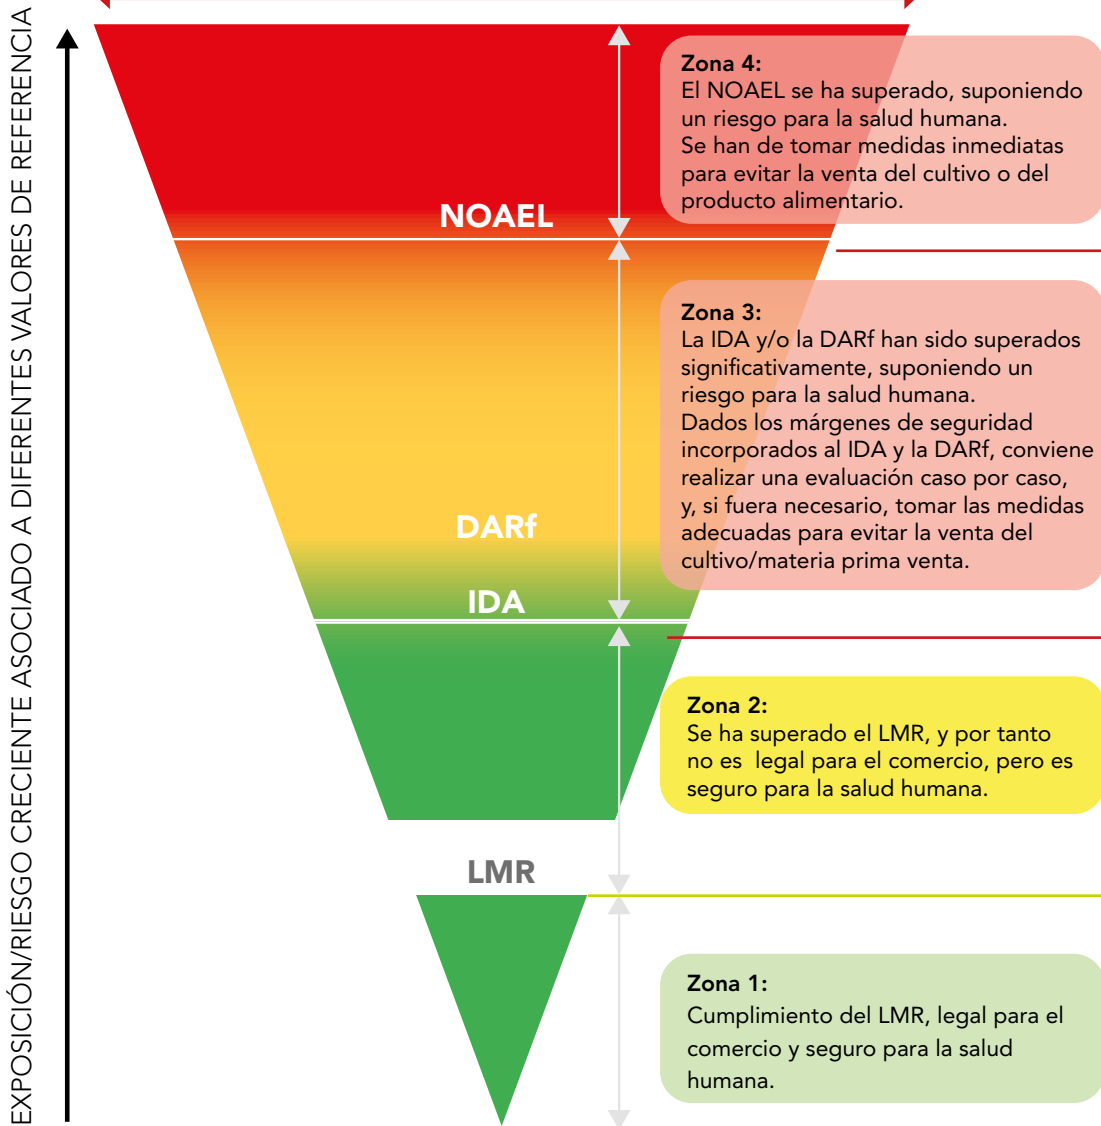 EXPOSICIÓN/RIESGO CRECIENTE ASOCIADO A DIFERENTES VALORES DE REFERENCIA
Zona 4:
El NOAEL se ha superado, suponiendo
un riesgo para la salud humana.
Se han de tomar medidas inmediatas
para evitar la venta del cultivo o del
producto alimentario.
NOAEL
Zona 3:
La IDA y/o la DARf han sido superados
significativamente, suponiendo un
riesgo para la salud humana.
Dados los márgenes de seguridad
incorporados al IDA y la DARf, conviene
realizar una evaluación caso por caso,
y, si fuera necesario, tomar las medidas
adecuadas para evitar la venta del
cultivo/materia prima venta.
DARf
IDA
Zona 2:
Se ha superado el LMR, y por tanto
no es legal para el comercio, pero es
seguro para la salud humana.
LMR
Zona 1:
Cumplimiento del LMR, legal para el
comercio y seguro para la salud
humana.